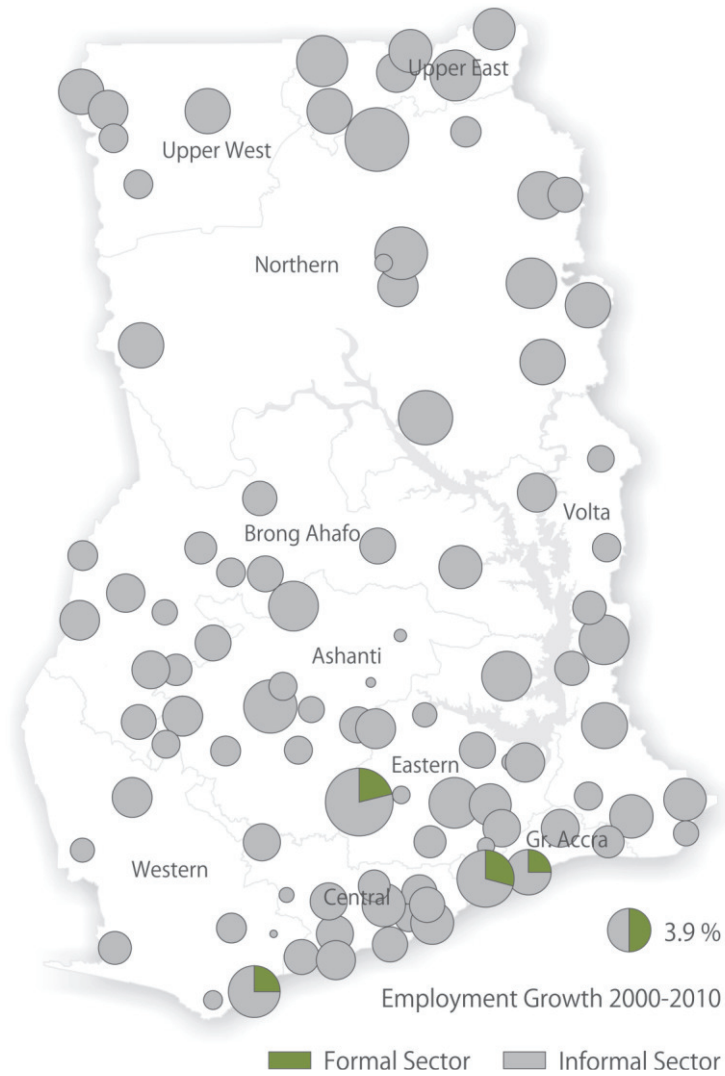 Upper East
Upper West
Northern
Volta
Brong Ahafo
Ashanti
Eastern
Gr. Accra
Western
Central
3.9 %
Employment Growth 2000-2010
Formal Sector
Informal Sector